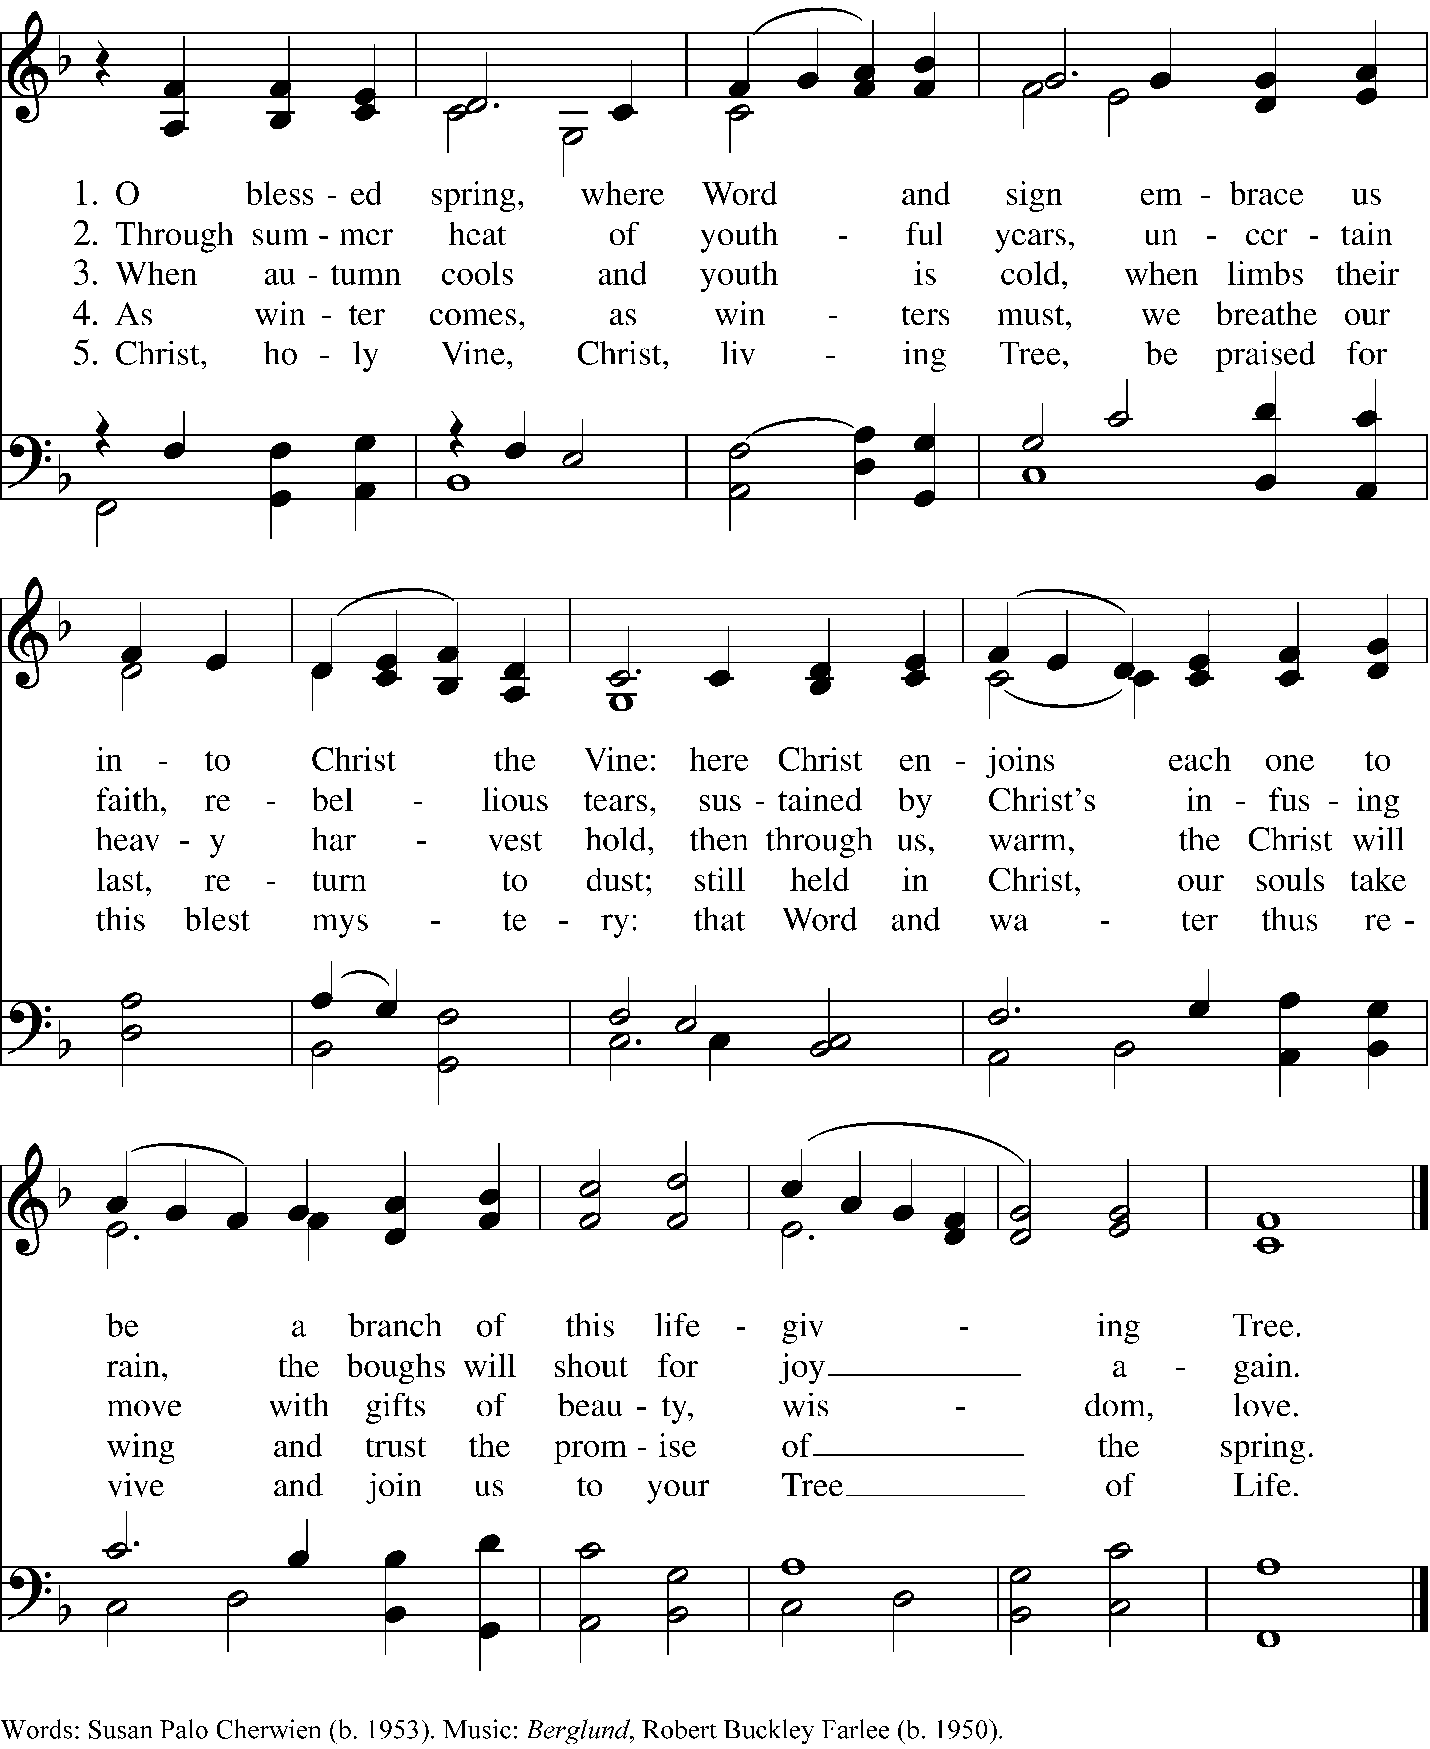 1. O bless - ed spring, where Word and sign em - brace us
2. Through sum - mer heat of youth - ful years, un - cer - tain
3. When au - tumn cools and youth is cold, when limbs their
4. As win - ter comes, as win - ters must, we breathe our
5. Christ, ho - ly Vine, Christ, liv - ing Tree, be praised for
in - to Christ the Vine: here Christ en - joins each one to
faith, re - bel - lious tears, sus - tained by Christ's in - fus - ing
heav - y har - vest hold, then through us, warm, the Christ will
last, re - turn to dust; still held in Christ, our souls take
this blest mys - te - ry: that Word and wa - ter thus re -
be a branch of this life - giv - ing Tree.
rain, the boughs will shout for joy a - gain.
move with gifts of beau - ty, wis - dom, love.
wing and trust the prom - ise of the spring.
vive and join us to your Tree of Life.
Words: Susan Palo Cherwien (b. 1953). Music: Berglund, Robert Buckley Farlee (b. 1950).